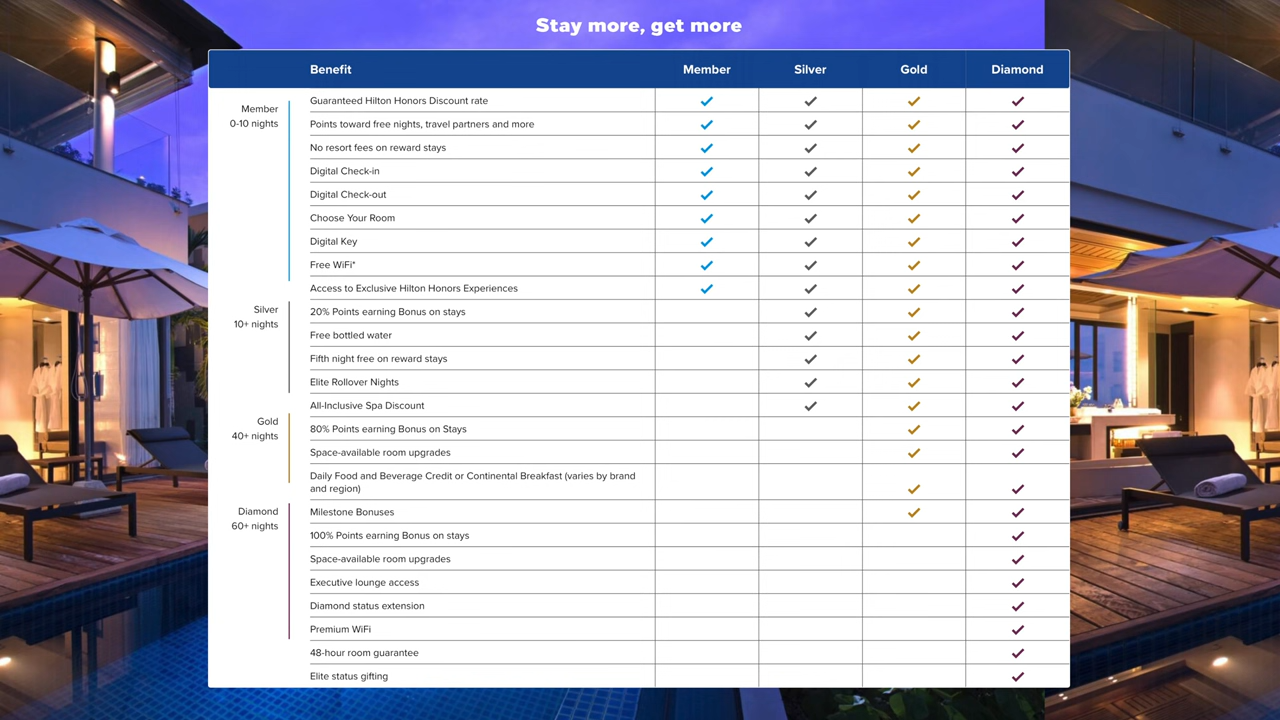 Stay more, get more
Benefit Member Silver Gold Diamond
Member
0-10 nights
Guaranteed Hilton Honors Discount rate
Points toward free nights, travel partners and more
No resort fees on reward stays
Digital Check-in
Digital Check-out
Choose Your Room
Digital Key
Free WiFi*
Access to Exclusive Hilton Honors Experiences
Silver
10+ nights
20% Points earning Bonus on stays
Free bottled water
Fifth night free on reward stays
Elite Rollover Nights
All-Inclusive Spa Discount
Gold
40+ nights
80% Points earning Bonus on Stays
Space-available room upgrades
Daily Food and Beverage Credit or Continental Breakfast (varies by brand
and region)
Milestone Bonuses
Diamond
60+ nights
100% Points earning Bonus on stays
Space-available room upgrades
Executive lounge access
Diamond status extension
Premium WiFi
48-hour room guarantee
Elite status gifting